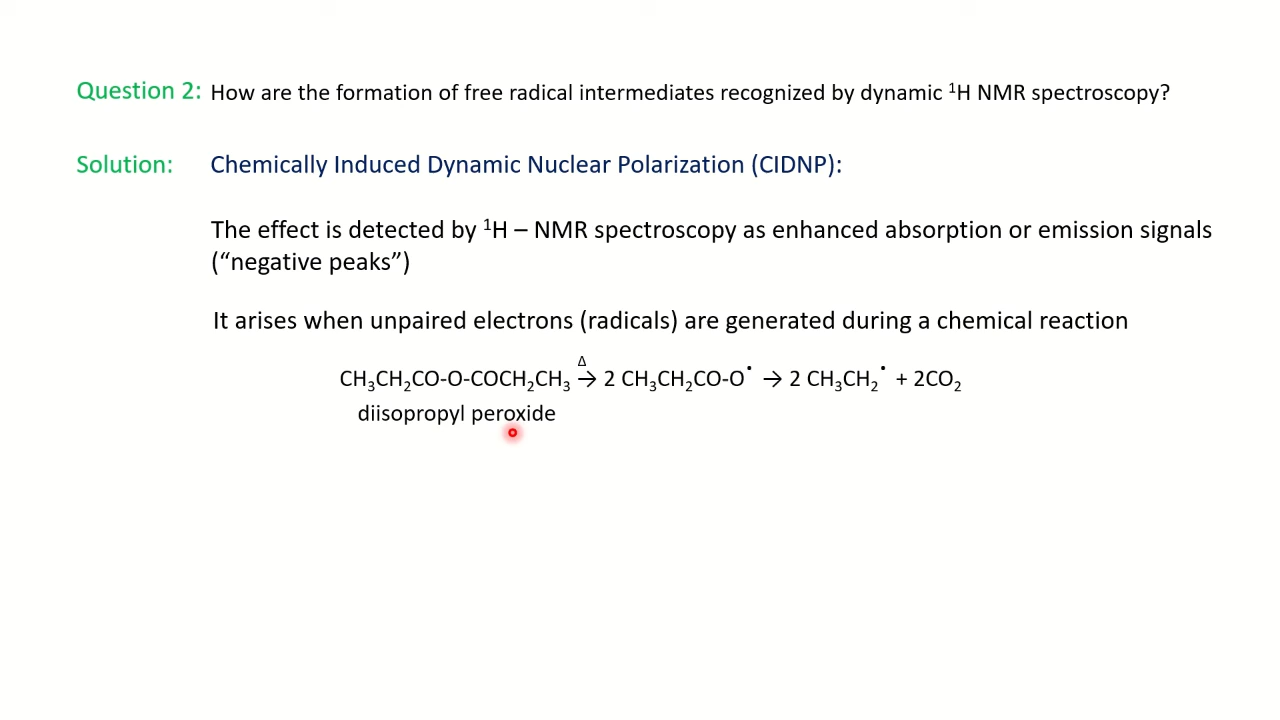 Question 2: How are the formation of free radical intermediates recognized by dynamic ¹H NMR spectroscopy?
Solution: Chemically Induced Dynamic Nuclear Polarization (CIDNP):
The effect is detected by ¹H – NMR spectroscopy as enhanced absorption or emission signals
(“negative peaks”)
It arises when unpaired electrons (radicals) are generated during a chemical reaction
Δ
CH₃CH₂CO-O-COCH₂CH₃ → 2 CH₃CH₂CO-O˙ → 2 CH₃CH₂˙ + 2CO₂
diisopropyl peroxide